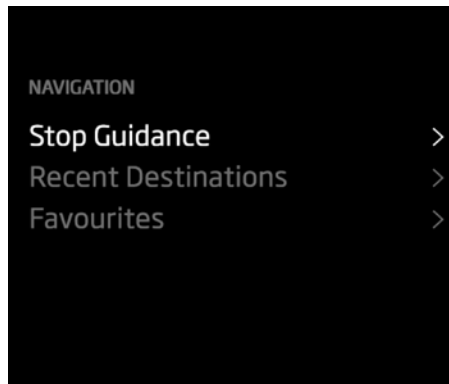 NAVIGATION
Stop Guidance >
Recent Destinations >
Favourites >